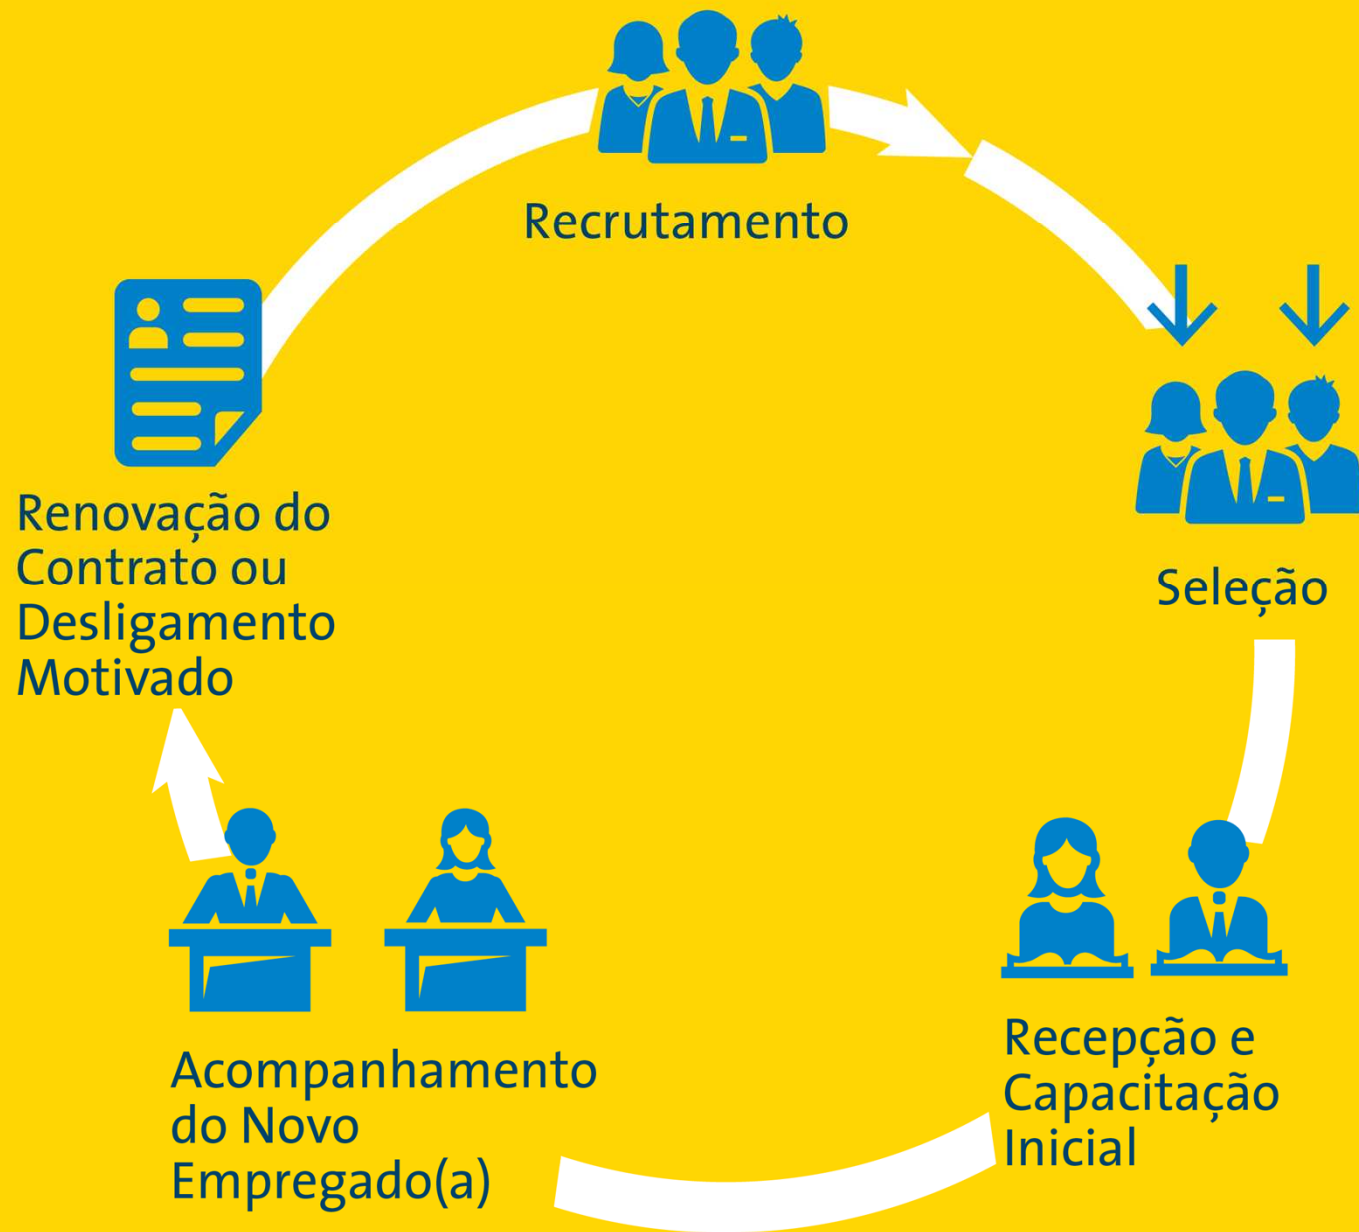 Recrutamento
Seleção
Recepção e
Capacitação
Inicial
Acompanhamento
do Novo
Empregado(a)
Renovação do
Contrato ou
Desligamento
Motivado